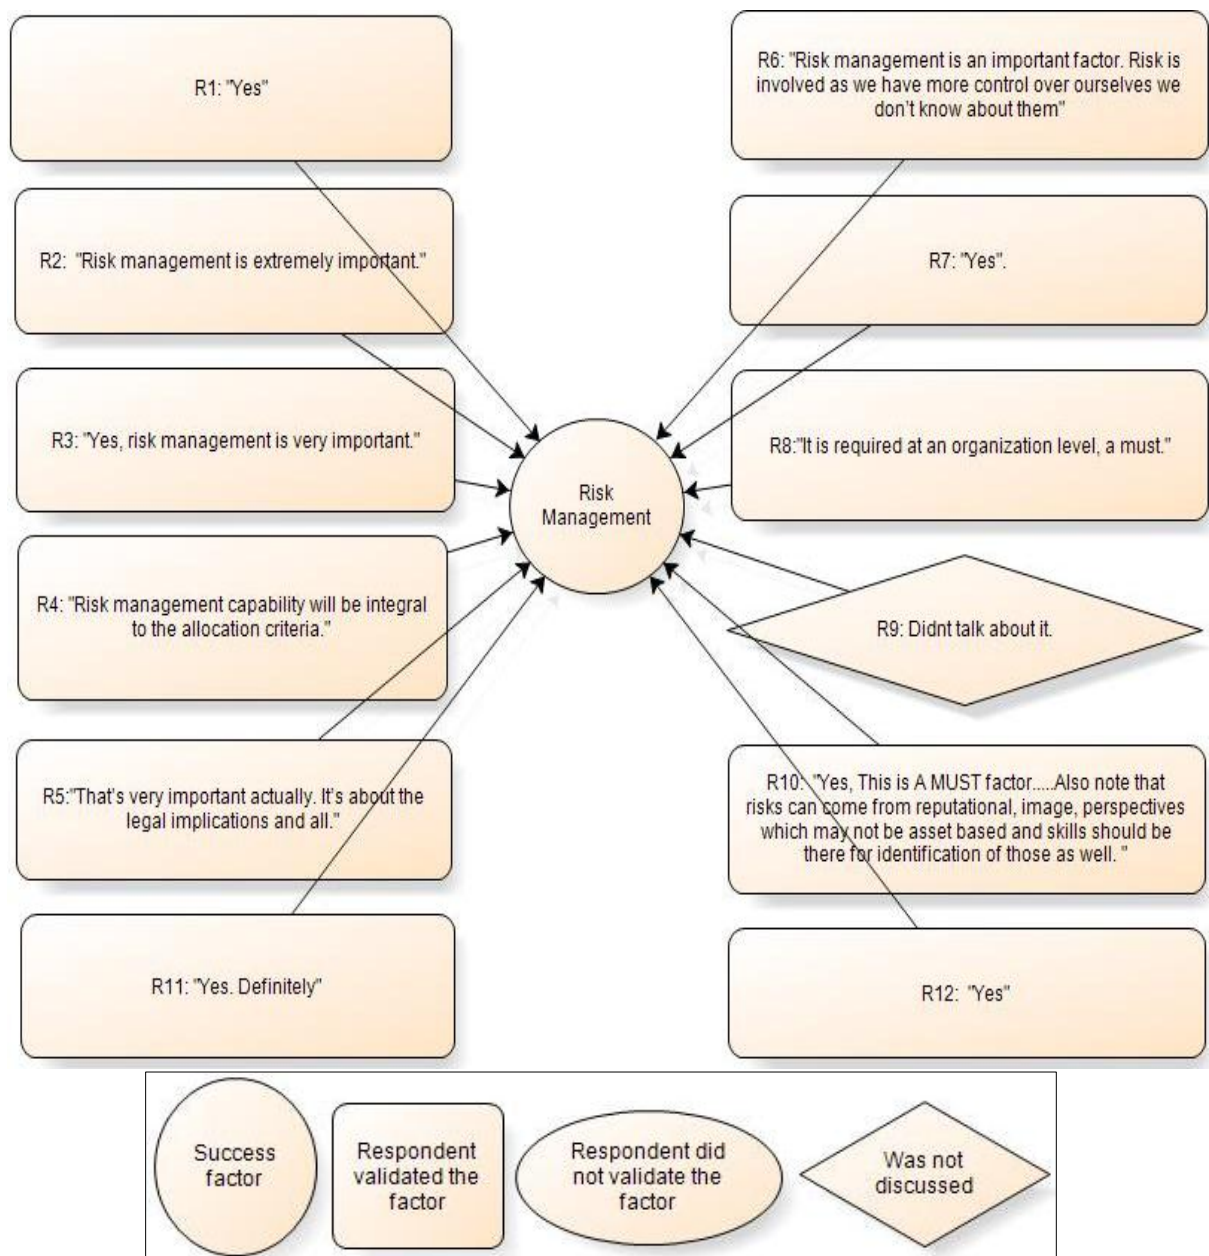 R1: "Yes"
R2:  "Risk management is extremely important."
R3: "Yes, risk management is very important."
R4: "Risk management capability will be integral
to the allocation criteria."
R5:"That's very important actually. It's about the
legal implications and all."
R11: "Yes. Definitely"
Risk
Management
R6: "Risk management is an important factor. Risk is
involved as we have more control over ourselves we
don't know about them"
R7: "Yes".
R8:"It is required at an organization level, a must."
R9: Didnt talk about it.
R10:  "Yes, This is A MUST factor.....Also note that
risks can come from reputational, image, perspectives
which may not be asset based and skills should be
there for identification of those as well. "
R12:  "Yes"
Success
factor
Respondent
validated the
factor
Respondent did
not validate the
factor
Was not
discussed